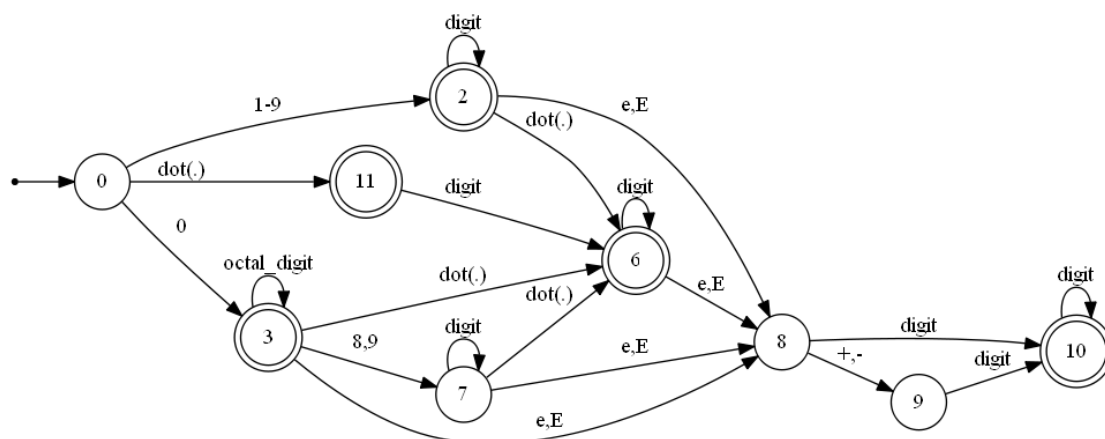 digit
2
1-9
e,E
dot(.)
0
dot(.)
11
digit
digit
0
6
octal_digit
dot(.)
dot(.)
e,E
digit
3
8,9
digit
e,E
8
digit
10
7
+,-
digit
9
e,E